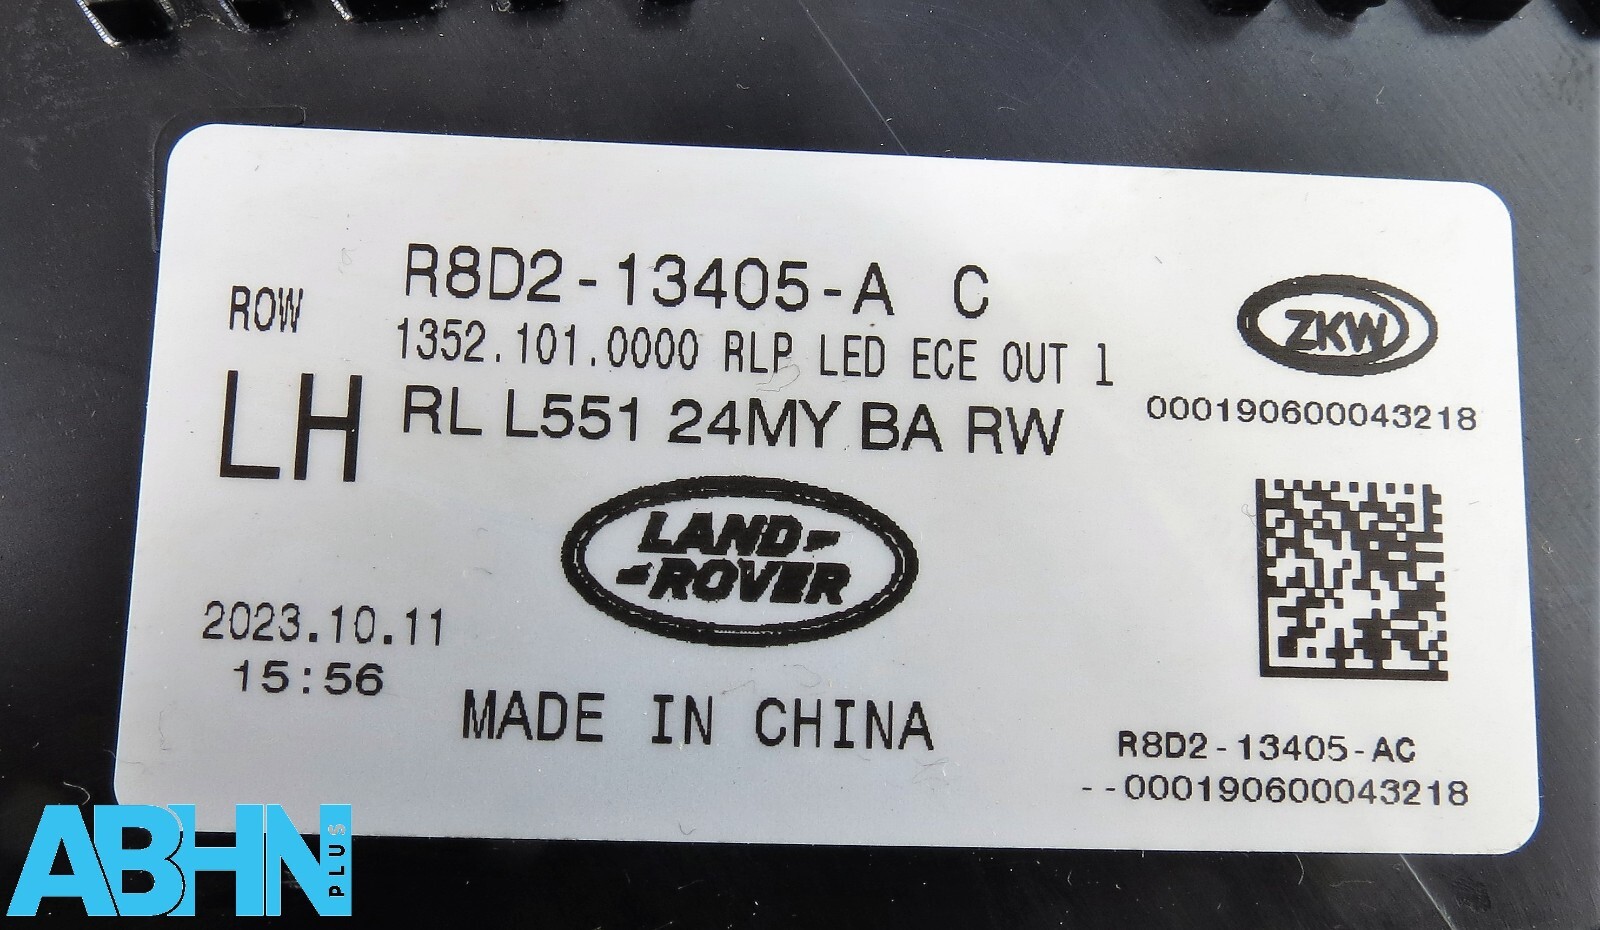 R8D2-13405-A C
ROW
1352.101.0000 RLP LED ECE OUT 1
LH
RL L551 24MY BA RW
ZKW
000190600043218
LAND-
-ROVER
2023.10.11
15:56
MADE IN CHINA
R8D2-13405-AC
--000190600043218
ABHN PLUS